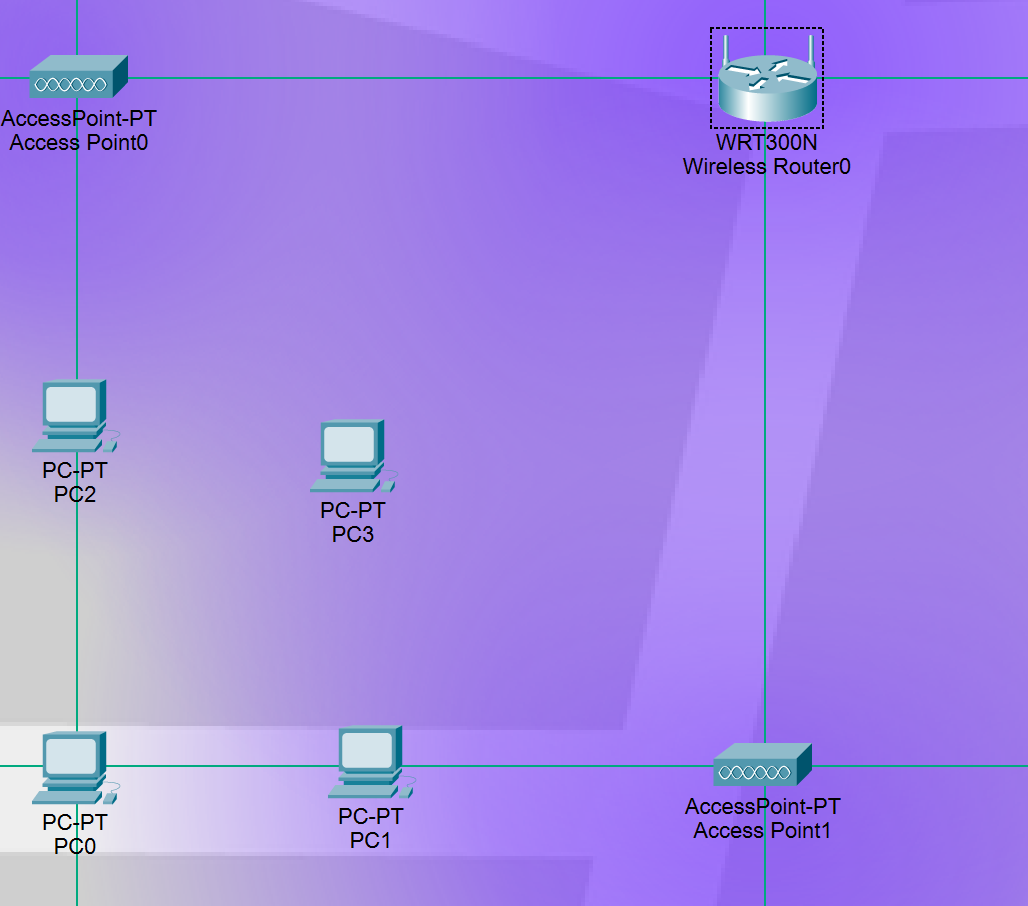 AccessPoint-PT
Access Point0
WRT300N
Wireless Router0
PC-PT
PC2
PC-PT
PC3
PC-PT
PC0
PC-PT
PC1
AccessPoint-PT
Access Point1